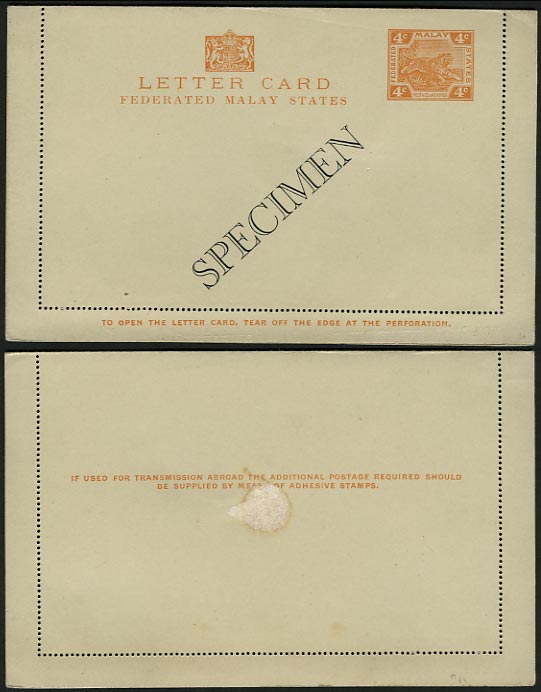 4c MALAY 4c
FEDERATED
STATES
4c 4c
LETTER CARD
FEDERATED MALAY STATES
SPECIMEN
TO OPEN THE LETTER CARD. TEAR OFF THE EDGE AT THE PERFORATION.
IF USED FOR TRANSMISSION ABROAD THE ADDITIONAL POSTAGE REQUIRED SHOULD
BE SUPPLIED BY MEANS OF ADHESIVE STAMPS.